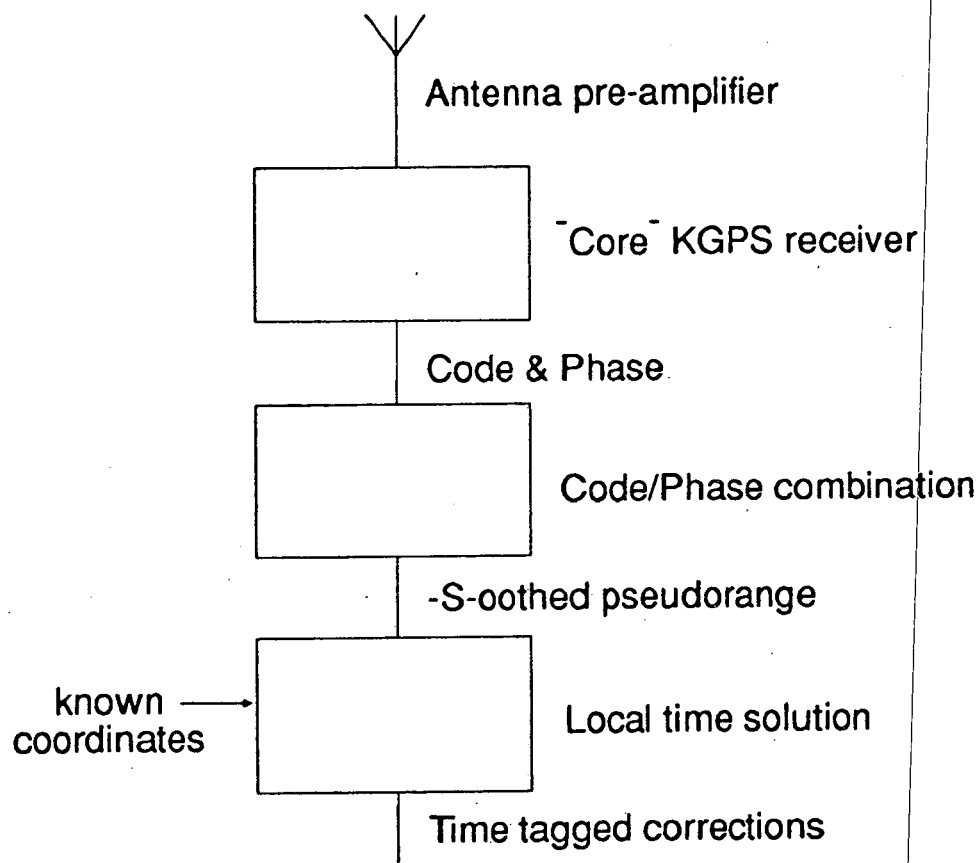 Antenna pre-amplifier
¯Core¯ KGPS receiver
Code & Phase
Code/Phase combination
-S-oothed pseudorange
known
coordinates
Local time solution
Time tagged corrections